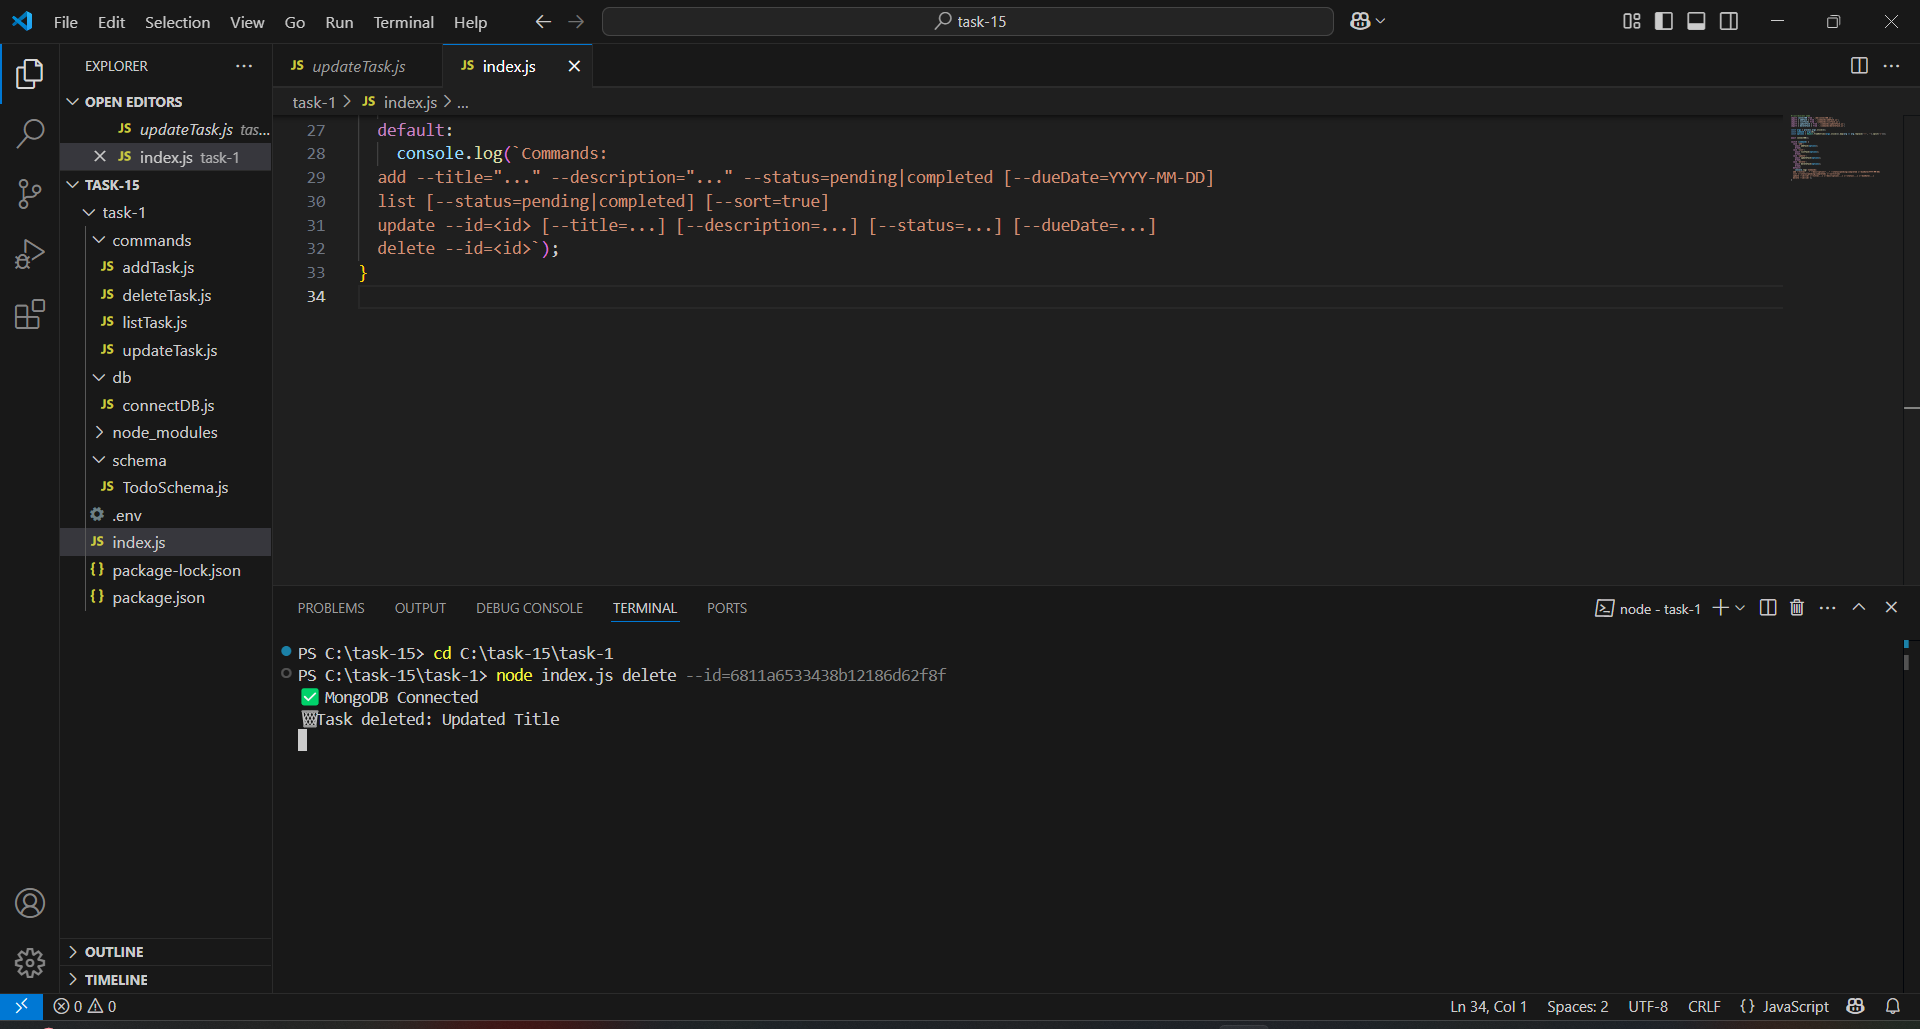 File Edit Selection View Go Run Terminal Help
task-15
EXPLORER
OPEN EDITORS
JS updateTask.js tas...
JS index.js task-1
TASK-15
task-1
commands
JS addTask.js
JS deleteTask.js
JS listTask.js
JS updateTask.js
db
JS connectDB.js
node_modules
schema
JS TodoSchema.js
.env
JS index.js
{} package-lock.json
{} package.json
OUTLINE
TIMELINE
JS updateTask.js JS index.js
task-1 > JS index.js > ...
27 default:
28 console.log(`Commands:
29 add --title="..." --description="..." --status=pending|completed [--dueDate=YYYY-MM-DD]
30 list [--status=pending|completed] [--sort=true]
31 update --id=<id> [--title=...] [--description=...] [--status=...] [--dueDate=...]
32 delete --id=<id>`);
33 }
34
PROBLEMS OUTPUT DEBUG CONSOLE TERMINAL PORTS
node - task-1
PS C:\task-15> cd C:\task-15\task-1
PS C:\task-15\task-1> node index.js delete --id=6811a6533438b12186d62f8f
✅ MongoDB Connected
🗑Task deleted: Updated Title
0 0
Ln 34, Col 1 Spaces: 2 UTF-8 CRLF {} JavaScript